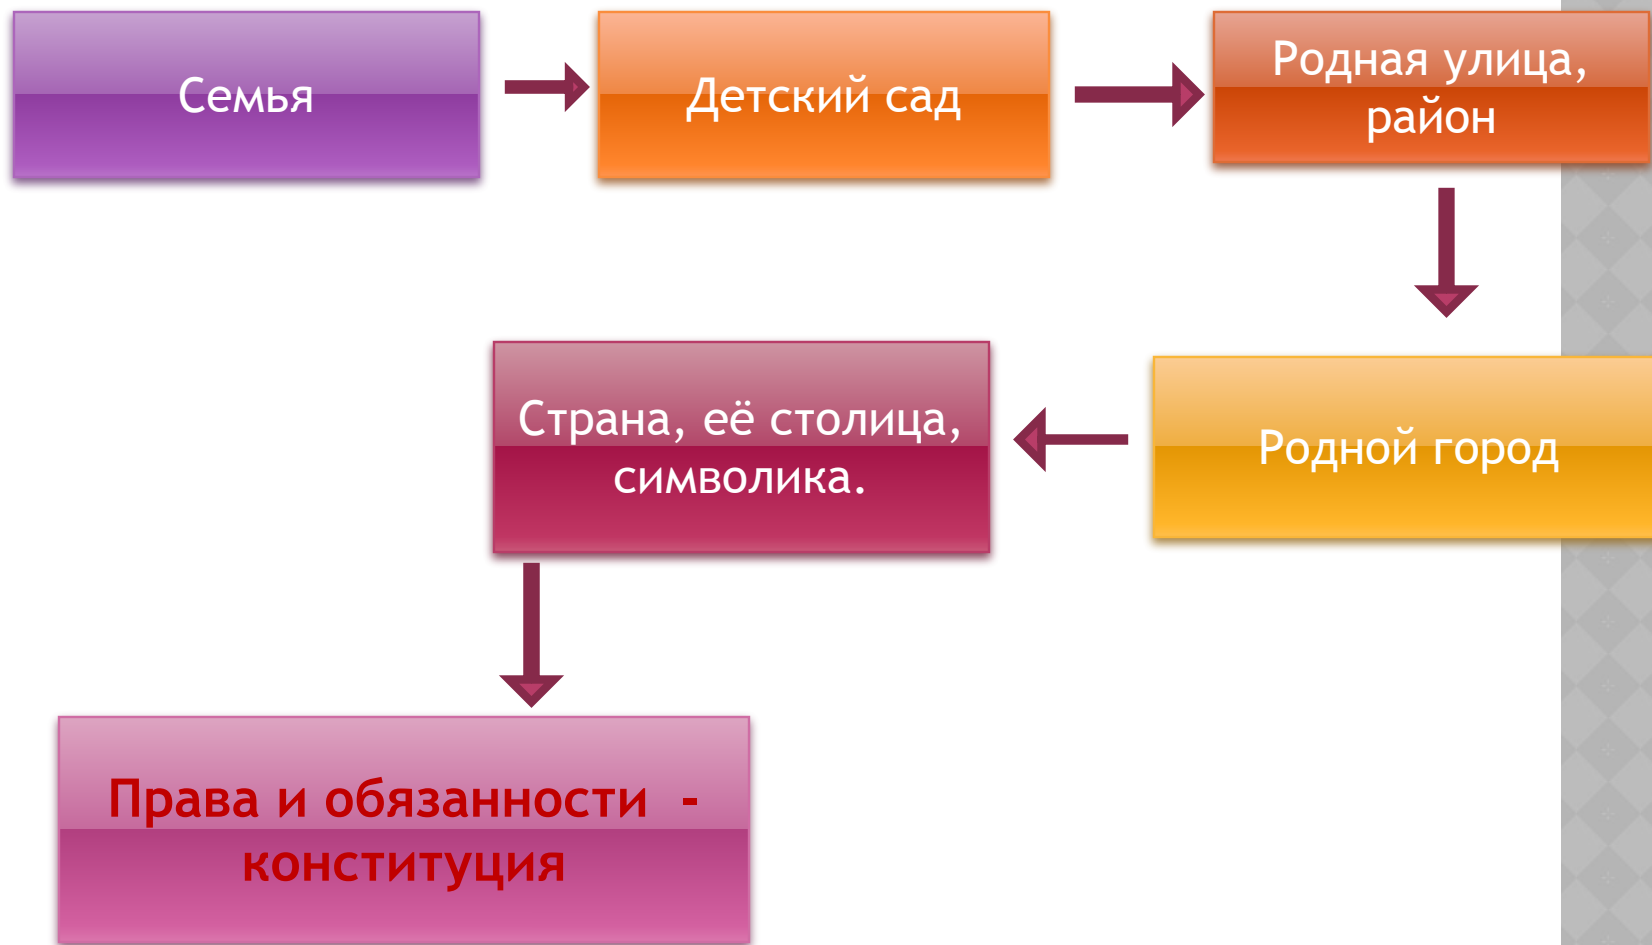 Семья
Детский сад
Родная улица,
район
Родной город
Страна, её столица,
символика.
Права и обязанности -
конституция